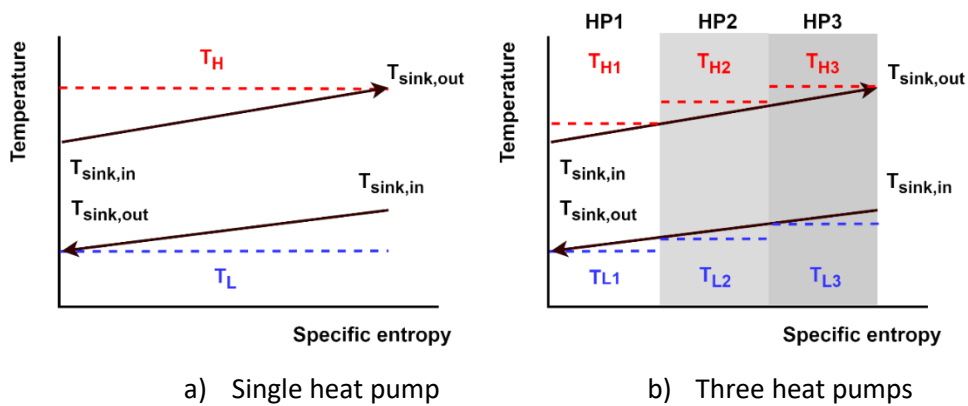 Temperature
T_H
T_sink,out
T_sink,in
T_sink,in
T_sink,out
T_L
Specific entropy
a) Single heat pump
HP1 HP2 HP3
Temperature
T_H1 T_H2 T_H3
T_sink,out
T_sink,in
T_sink,in
T_sink,out
T_L1 T_L2 T_L3
Specific entropy
b) Three heat pumps